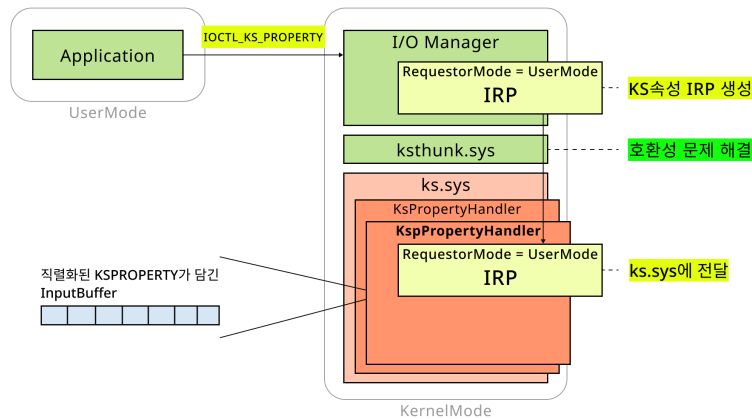 Application
UserMode
IOCTL_KS_PROPERTY
I/O Manager
RequestorMode = UserMode
IRP
KS속성 IRP 생성
ksthunk.sys
호환성 문제 해결
ks.sys
KsPropertyHandler
KspPropertyHandler
RequestorMode = UserMode
IRP
ks.sys에 전달
직렬화된 KSPROPERTY가 담긴
InputBuffer
KernelMode